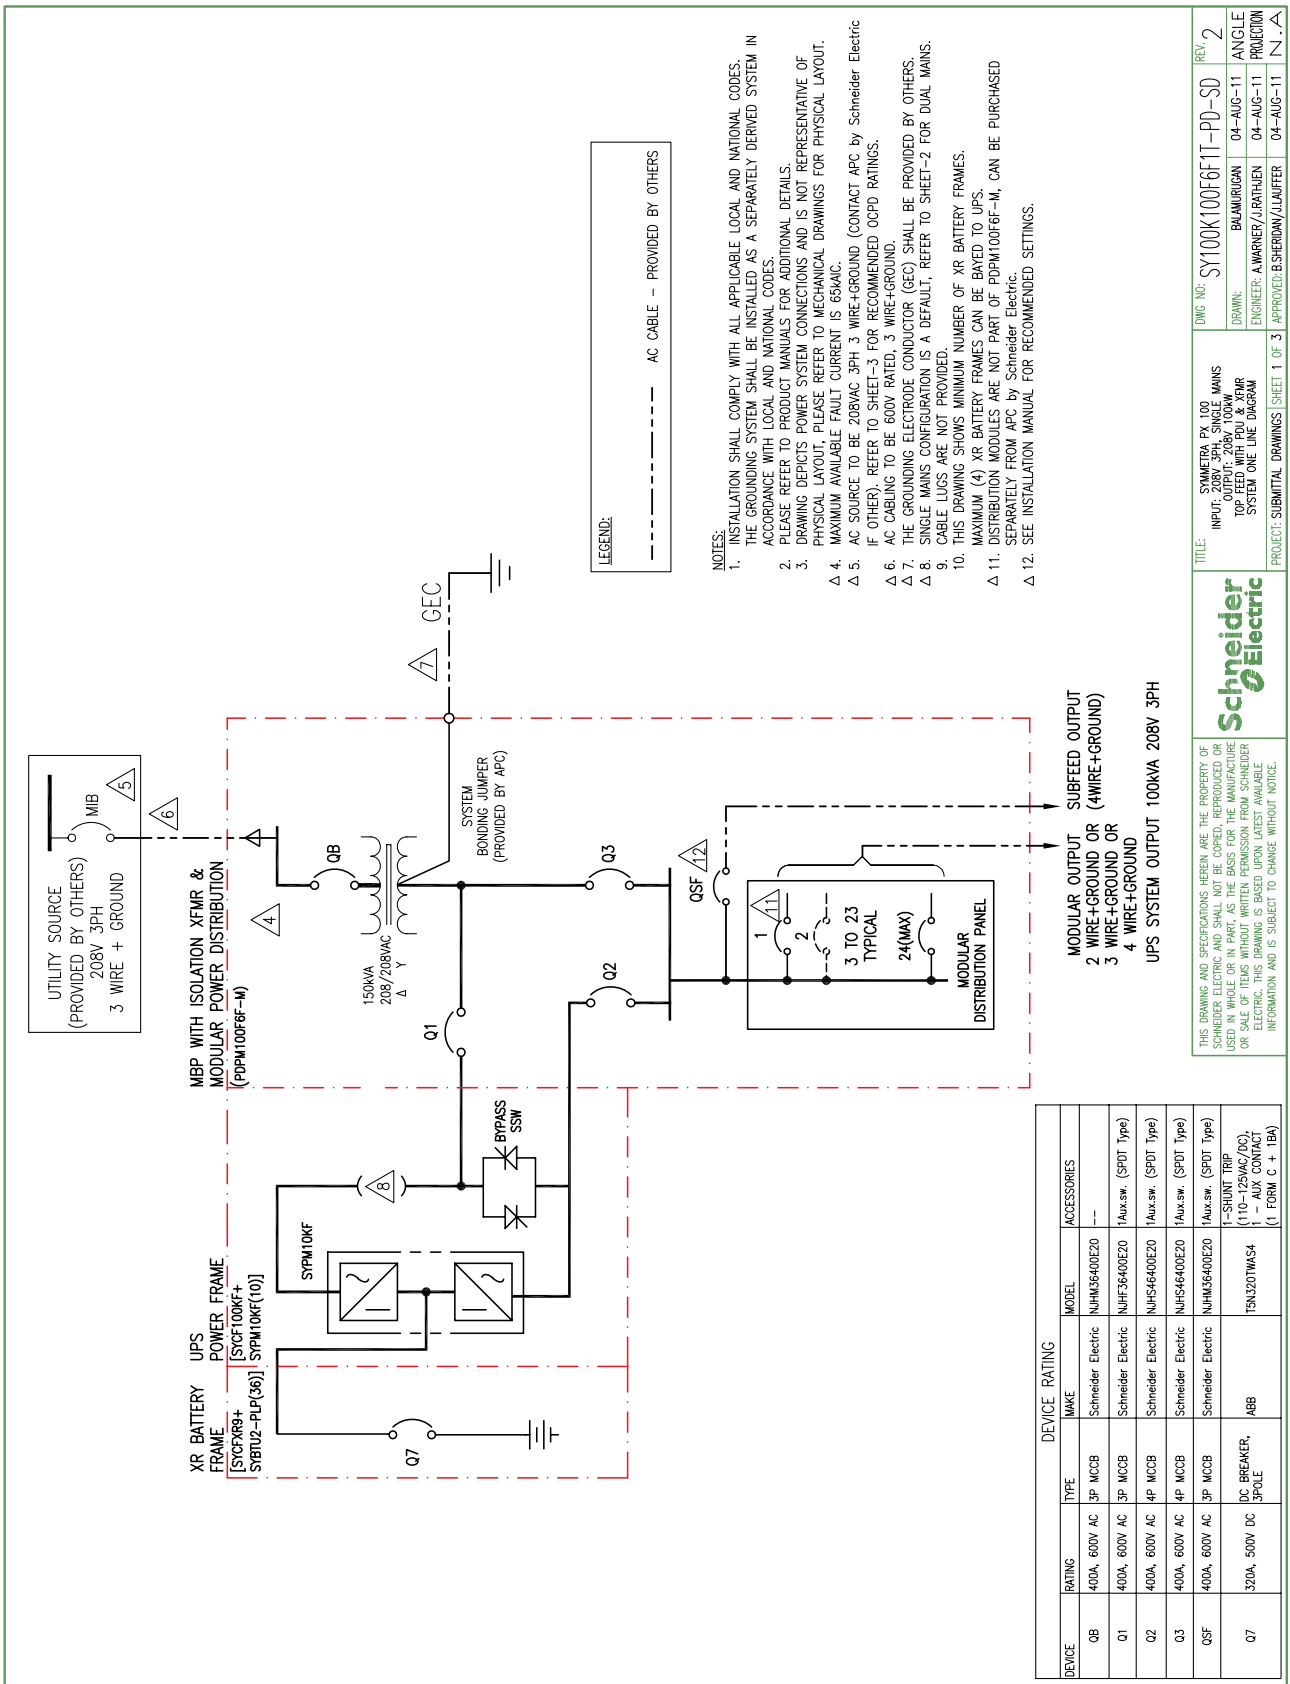 UTILITY SOURCE
(PROVIDED BY OTHERS)
208V 3PH
3 WIRE + GROUND
MIB
5
6
XR BATTERY
FRAME
[SYCFXR9+
SYBTU2-PLP(36)]
UPS
POWER FRAME
[SYCF100KF+
SYPM10KF(10)]
MBP WITH ISOLATION XFMR &
MODULAR POWER DISTRIBUTION
(PDPM100F6F-M)
4
QB
150kVA
208/208VAC
Δ Y
SYSTEM
BONDING JUMPER
(PROVIDED BY APC)
7
GEC
SYPM10KF
8
Q1
BYPASS
SSW
Q7
Q2
Q3
QSF
12
11
1
2
3 TO 23
TYPICAL
24(MAX)
MODULAR
DISTRIBUTION PANEL
MODULAR OUTPUT
2 WIRE+GROUND OR
3 WIRE+GROUND OR
4 WIRE+GROUND
SUBFEED OUTPUT
(4WIRE+GROUND)
UPS SYSTEM OUTPUT 100kVA 208V 3PH
LEGEND:
AC CABLE – PROVIDED BY OTHERS
NOTES:
1. INSTALLATION SHALL COMPLY WITH ALL APPLICABLE LOCAL AND NATIONAL CODES.
THE GROUNDING SYSTEM SHALL BE INSTALLED AS A SEPARATELY DERIVED SYSTEM IN
ACCORDANCE WITH LOCAL AND NATIONAL CODES.
2. PLEASE REFER TO PRODUCT MANUALS FOR ADDITIONAL DETAILS.
3. DRAWING DEPICTS POWER SYSTEM CONNECTIONS AND IS NOT REPRESENTATIVE OF
PHYSICAL LAYOUT, PLEASE REFER TO MECHANICAL DRAWINGS FOR PHYSICAL LAYOUT.
Δ 4. MAXIMUM AVAILABLE FAULT CURRENT IS 65kAIC.
Δ 5. AC SOURCE TO BE 208VAC 3PH 3 WIRE+GROUND (CONTACT APC by Schneider Electric
IF OTHER). REFER TO SHEET-3 FOR RECOMMENDED OCPD RATINGS.
Δ 6. AC CABLING TO BE 600V RATED, 3 WIRE+GROUND.
Δ 7. THE GROUNDING ELECTRODE CONDUCTOR (GEC) SHALL BE PROVIDED BY OTHERS.
Δ 8. SINGLE MAINS CONFIGURATION IS A DEFAULT, REFER TO SHEET-2 FOR DUAL MAINS.
9. CABLE LUGS ARE NOT PROVIDED.
10. THIS DRAWING SHOWS MINIMUM NUMBER OF XR BATTERY FRAMES.
MAXIMUM (4) XR BATTERY FRAMES CAN BE BAYED TO UPS.
Δ 11. DISTRIBUTION MODULES ARE NOT PART OF PDPM100F6F-M, CAN BE PURCHASED
SEPARATELY FROM APC by Schneider Electric.
Δ 12. SEE INSTALLATION MANUAL FOR RECOMMENDED SETTINGS.
DEVICE RATING
DEVICE RATING TYPE MAKE MODEL ACCESSORIES
QB 400A, 600V AC 3P MCCB Schneider Electric NJHM36400E20 --
Q1 400A, 600V AC 3P MCCB Schneider Electric NJHF36400E20 1Aux.sw. (SPDT Type)
Q2 400A, 600V AC 4P MCCB Schneider Electric NJHS46400E20 1Aux.sw. (SPDT Type)
Q3 400A, 600V AC 4P MCCB Schneider Electric NJHS46400E20 1Aux.sw. (SPDT Type)
QSF 400A, 600V AC 3P MCCB Schneider Electric NJHM36400E20 1Aux.sw. (SPDT Type)
Q7 320A, 500V DC DC BREAKER, 3POLE ABB T5N320TWAS4 1-SHUNT TRIP
(110-125VAC/DC),
1 - AUX CONTACT
(1 FORM C + 1BA)
THIS DRAWING AND SPECIFICATIONS HEREIN ARE THE PROPERTY OF
SCHNEIDER ELECTRIC AND SHALL NOT BE COPIED, REPRODUCED OR
USED IN WHOLE OR IN PART, AS THE BASIS FOR THE MANUFACTURE
OR SALE OF ITEMS WITHOUT WRITTEN PERMISSION FROM SCHNEIDER
ELECTRIC. THIS DRAWING IS BASED UPON LATEST AVAILABLE
INFORMATION AND IS SUBJECT TO CHANGE WITHOUT NOTICE.
Schneider
Electric
TITLE: SYMMETRA PX 100
INPUT: 208V 3PH, SINGLE MAINS
OUTPUT: 208V 100kW
TOP FEED WITH PDU & XFMR
SYSTEM ONE LINE DIAGRAM
PROJECT: SUBMITTAL DRAWINGS SHEET 1 OF 3
DWG NO: SY100K100F6F1T-PD-SD REV. 2
DRAWN: BALAMURUGAN 04-AUG-11
ENGINEER: A.WARNER/J.RATHJEN 04-AUG-11
APPROVED: B.SHERIDAN/J.LAUFFER 04-AUG-11
ANGLE
PROJECTION
N.A